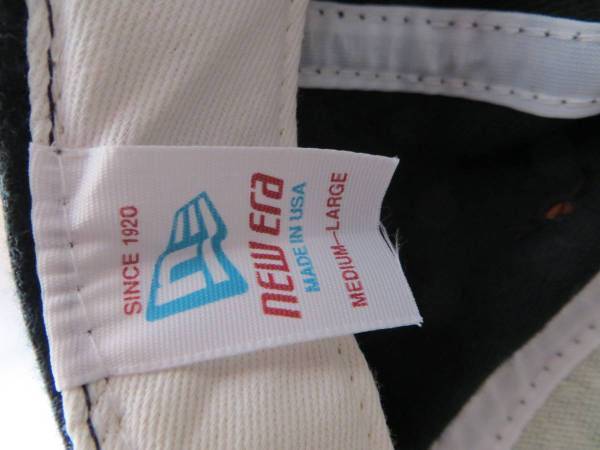 SINCE 1920
NEW Era
MADE IN USA
MEDIUM-LARGE